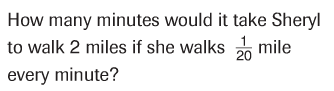 How many minutes would it take Sheryl
to walk 2 miles if she walks 1/20 mile
every minute?